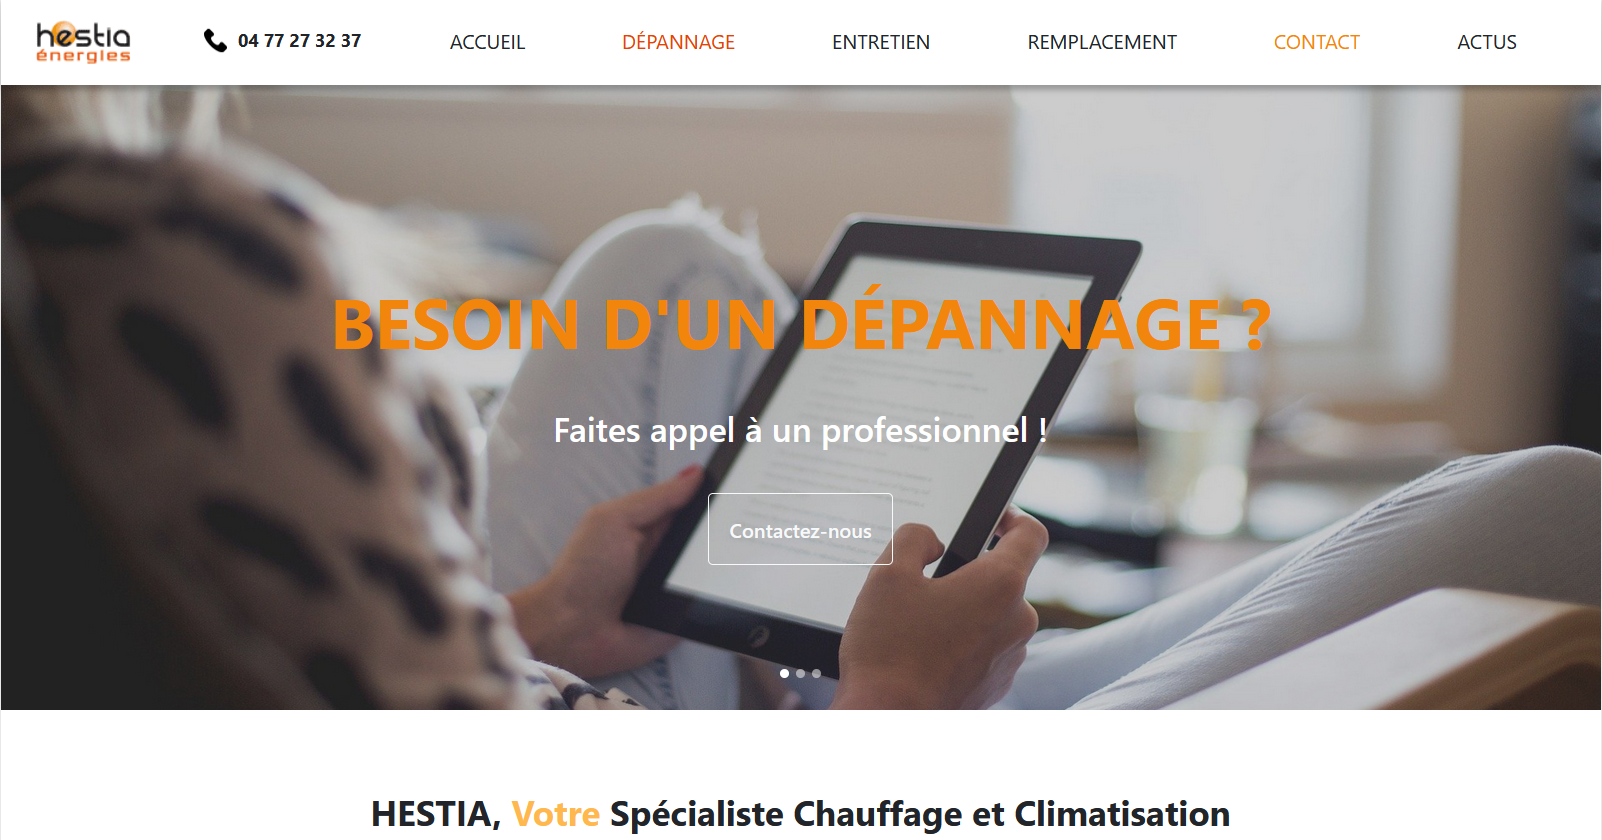 hestia
énergies
04 77 27 32 37
ACCUEIL
DÉPANNAGE
ENTRETIEN
REMPLACEMENT
CONTACT
ACTUS
BESOIN D'UN DÉPANNAGE ?
Faites appel à un professionnel !
Contactez-nous
HESTIA, Votre Spécialiste Chauffage et Climatisation